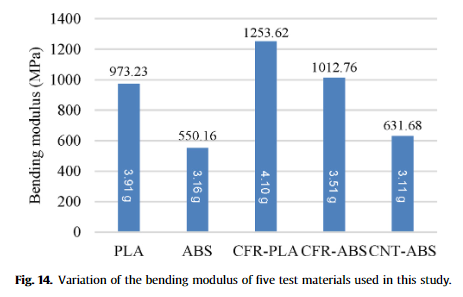 1400
1200
1000
800
600
400
200
0
Bending modulus (MPa)
973.23
550.16
1253.62
1012.76
631.68
3.91 g
3.16 g
4.10 g
3.51 g
3.11 g
PLA ABS CFR-PLA CFR-ABS CNT-ABS
Fig. 14. Variation of the bending modulus of five test materials used in this study.